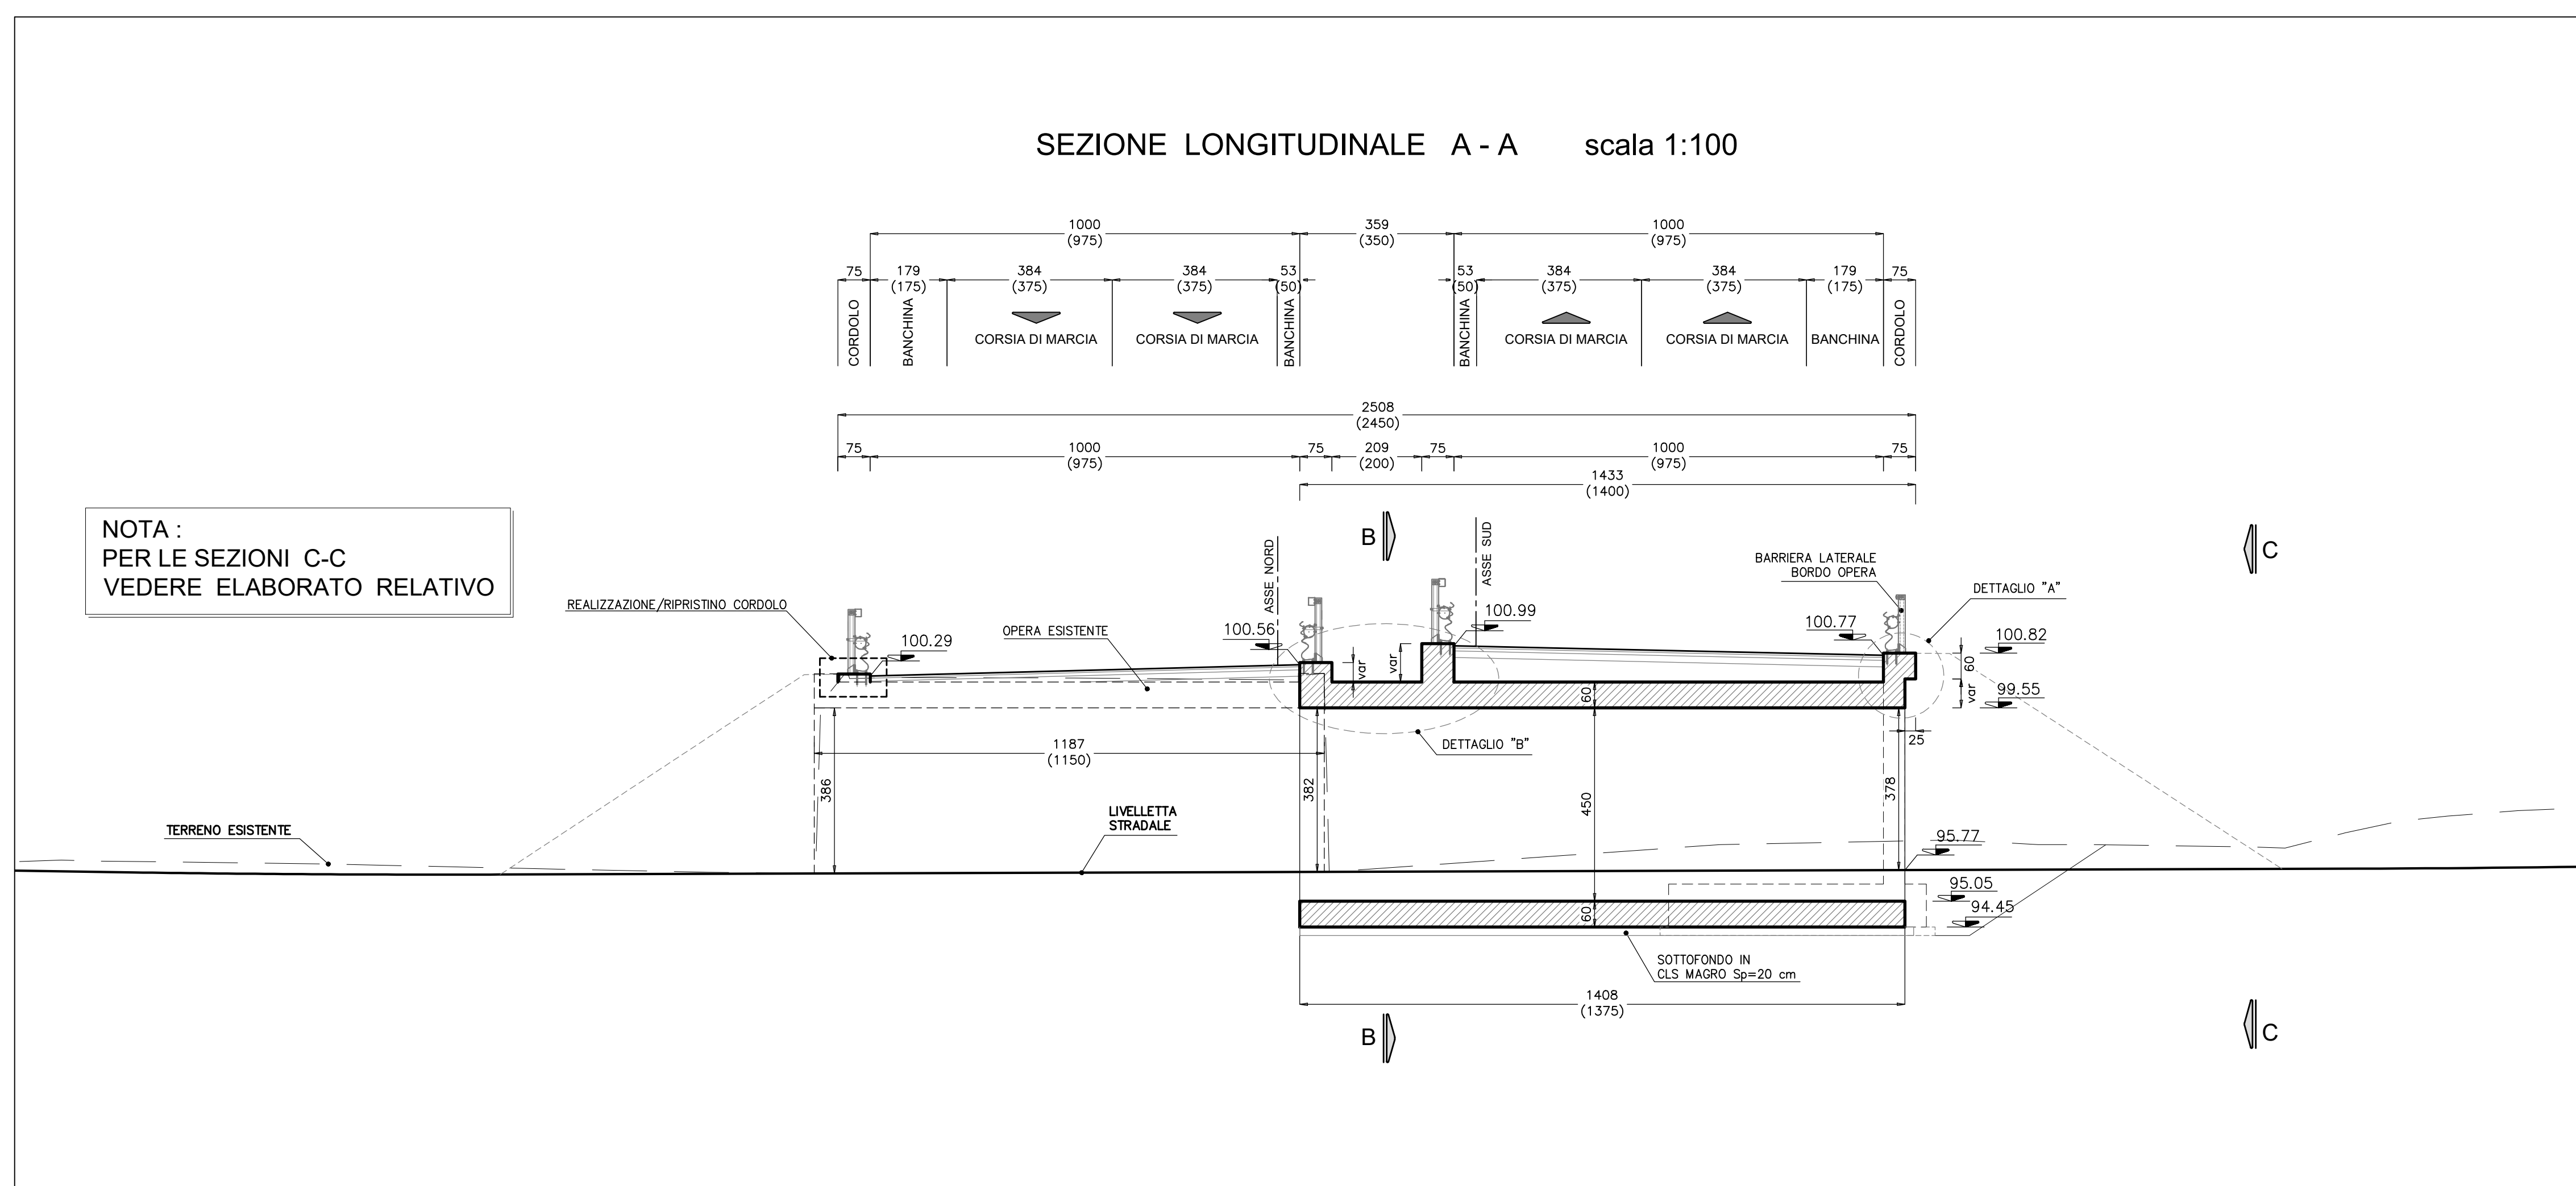 SEZIONE LONGITUDINALE A - A scala 1:100
1000 359 1000
(975) (350) (975)
75 179 384 384 53 53 384 384 179 75
(175) (375) (375) (50) (50) (375) (375) (175)
CORDOLO BANCHINA CORSIA DI MARCIA CORSIA DI MARCIA BANCHINA BANCHINA CORSIA DI MARCIA CORSIA DI MARCIA BANCHINA CORDOLO
2508
(2450)
75 1000 75 209 75 1000 75
(975) (200) (975)
1433
(1400)
NOTA :
PER LE SEZIONI C-C
VEDERE ELABORATO RELATIVO
ASSE NORD
B
ASSE SUD
C
BARRIERA LATERALE
BORDO OPERA
DETTAGLIO "A"
REALIZZAZIONE/RIPRISTINO CORDOLO
OPERA ESISTENTE
100.29
100.56
100.99
100.77
100.82
var
var
60
60
var
99.55
25
DETTAGLIO "B"
1187
(1150)
386
382
450
378
TERRENO ESISTENTE
LIVELLETTA
STRADALE
95.77
95.05
94.45
60
SOTTOFONDO IN
CLS MAGRO Sp=20 cm
1408
(1375)
B
C